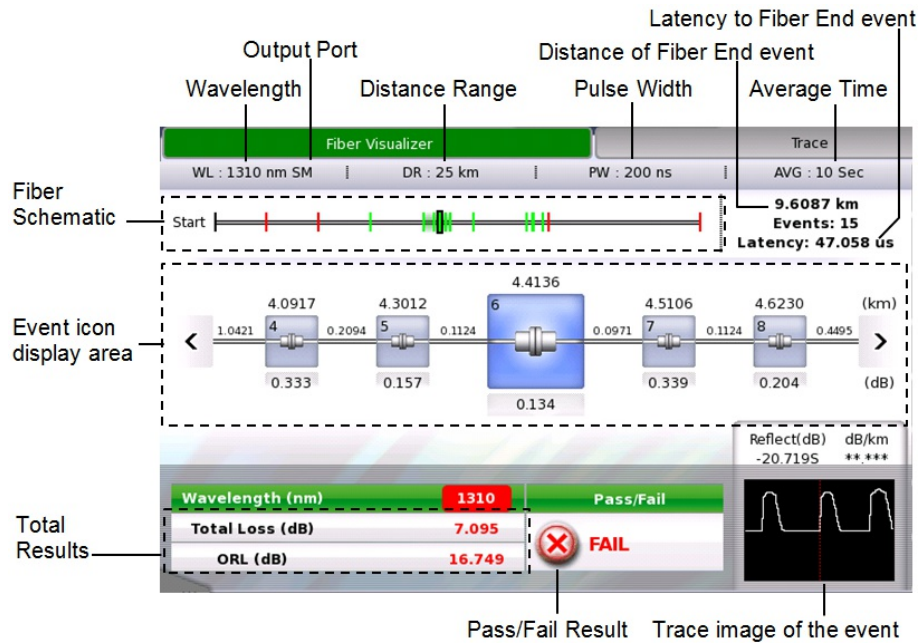 Latency to Fiber End event
Output Port
Distance of Fiber End event
Wavelength
Distance Range
Pulse Width
Average Time
Fiber Visualizer
Trace
WL : 1310 nm SM
DR : 25 km
PW : 200 ns
AVG : 10 Sec
Fiber
Schematic
Start
9.6087 km
Events: 15
Latency: 47.058 us
Event icon
display area
4.0917
4.3012
4.4136
4.5106
4.6230
(km)
<
1.0421
4
0.2094
5
0.1124
6
0.0971
7
0.1124
8
0.4495
>
0.333
0.157
0.134
0.339
0.204
(dB)
Reflect(dB)
dB/km
-20.719S
**.***
Wavelength (nm)
1310
Pass/Fail
Total
Results
Total Loss (dB)
7.095
ORL (dB)
16.749
FAIL
Pass/Fail Result
Trace image of the event